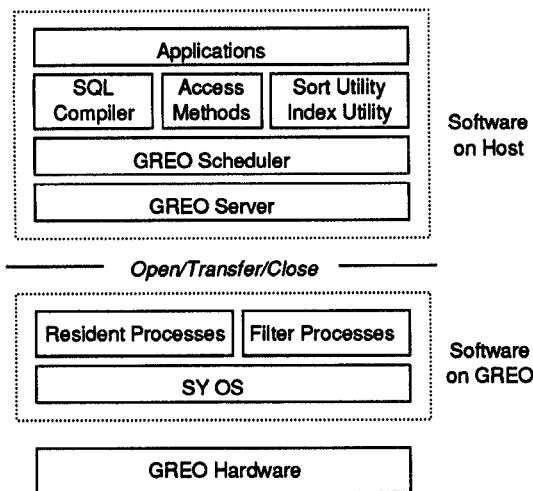 Applications
SQL
Compiler
Access
Methods
Sort Utility
Index Utility
Software
on Host
GREO Scheduler
GREO Server
Open/Transfer/Close
Resident Processes
Filter Processes
Software
on GREO
SY OS
GREO Hardware